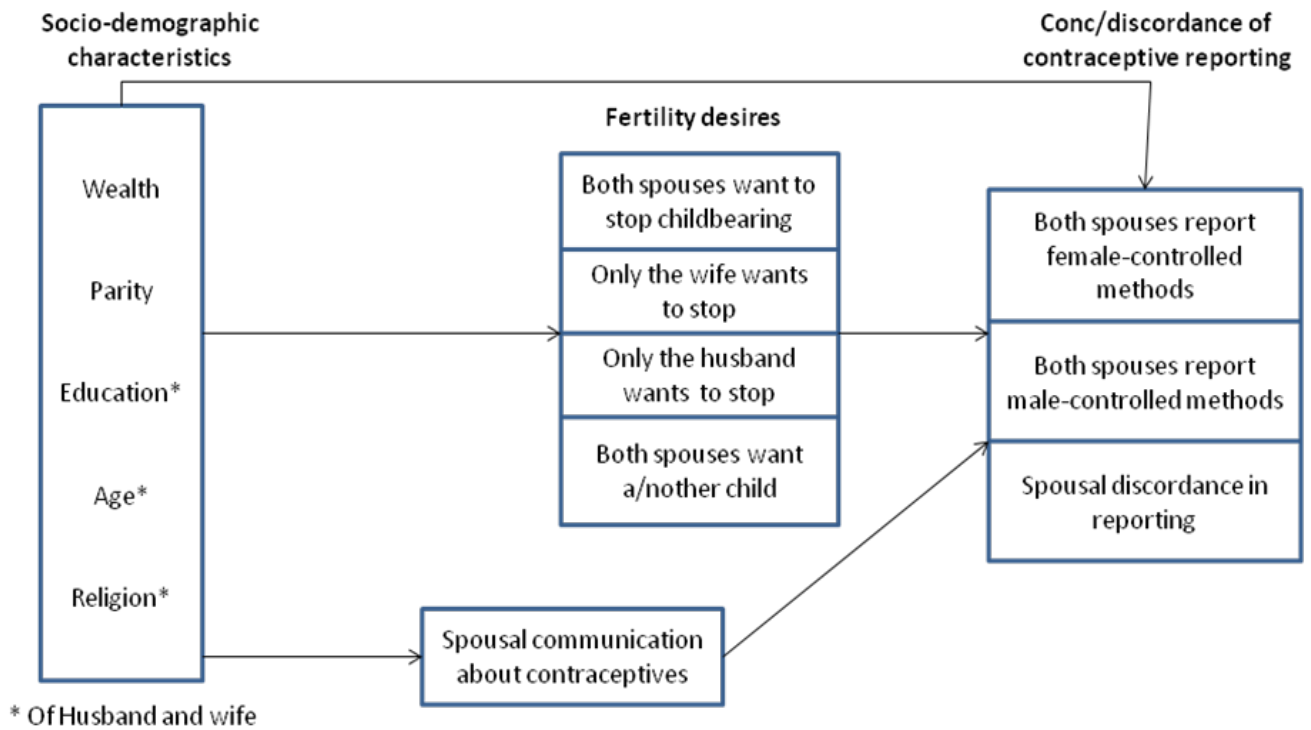 Socio-demographic
characteristics
Conc/discordance of
contraceptive reporting
Fertility desires
Wealth
Parity
Education*
Age*
Religion*
Both spouses want to
stop childbearing
Only the wife wants
to stop
Only the husband
wants to stop
Both spouses want
a/nother child
Spousal communication
about contraceptives
Both spouses report
female-controlled
methods
Both spouses report
male-controlled methods
Spousal discordance in
reporting
* Of Husband and wife